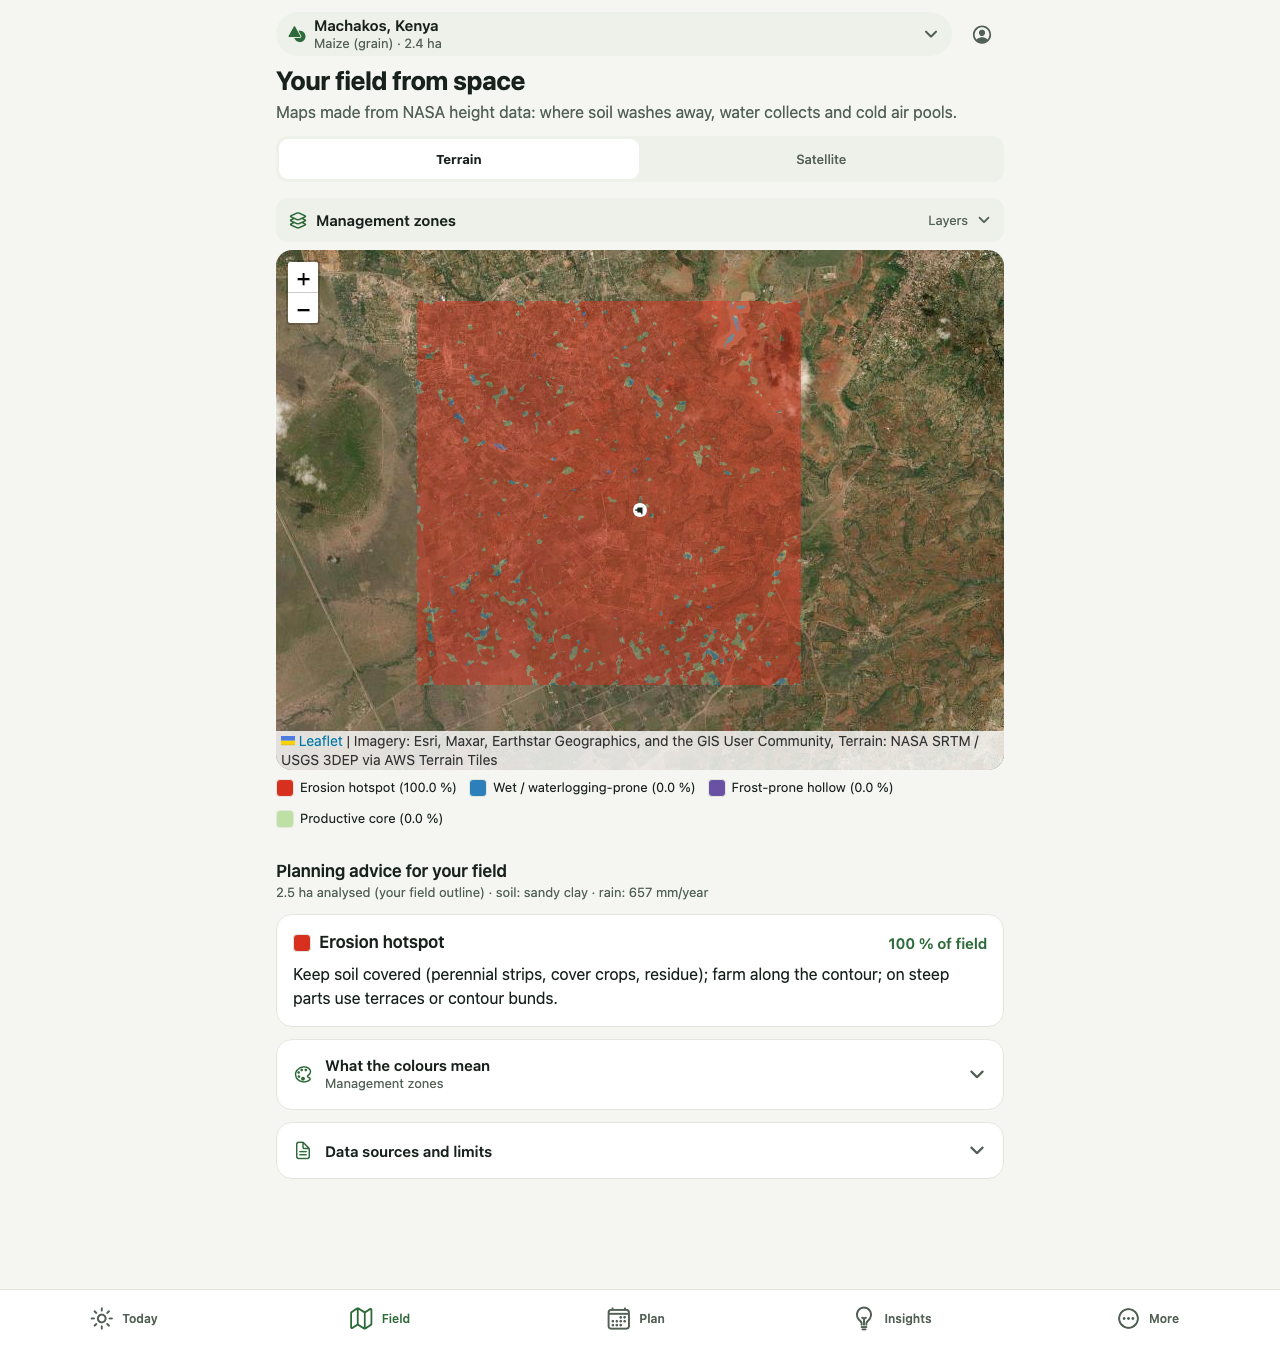 Machakos, Kenya
Maize (grain) · 2.4 ha
Your field from space
Maps made from NASA height data: where soil washes away, water collects and cold air pools.
Terrain
Satellite
Management zones
Layers
+
−
Leaflet | Imagery: Esri, Maxar, Earthstar Geographics, and the GIS User Community, Terrain: NASA SRTM /
USGS 3DEP via AWS Terrain Tiles
Erosion hotspot (100.0 %)
Wet / waterlogging-prone (0.0 %)
Frost-prone hollow (0.0 %)
Productive core (0.0 %)
Planning advice for your field
2.5 ha analysed (your field outline) · soil: sandy clay · rain: 657 mm/year
Erosion hotspot
100 % of field
Keep soil covered (perennial strips, cover crops, residue); farm along the contour; on steep
parts use terraces or contour bunds.
What the colours mean
Management zones
Data sources and limits
Today
Field
Plan
Insights
More